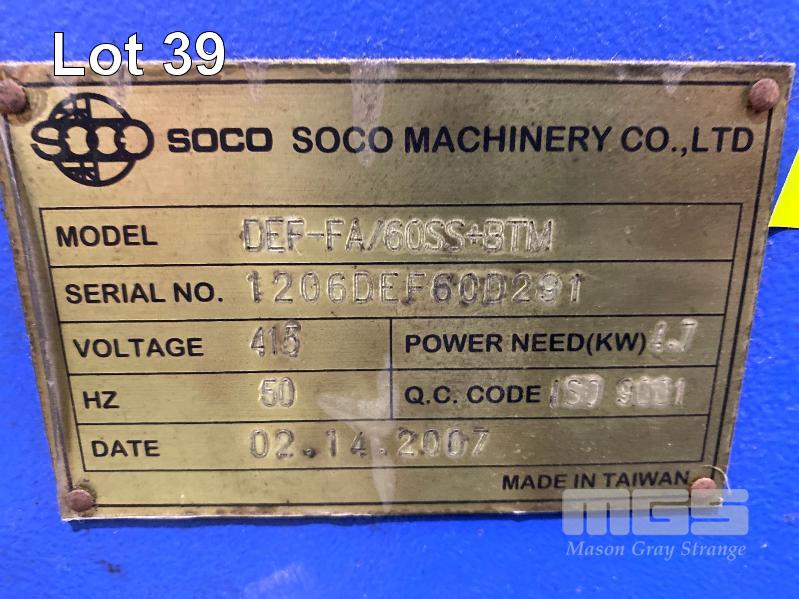 Lot 39
SOCO SOCO SOCO MACHINERY CO.,LTD
MODEL DEF-FA/60SS+BTM
SERIAL NO. 1206DEF60D291
VOLTAGE 415 POWER NEED(KW)
HZ 50 Q.C. CODE ISO 9001
DATE 02.14.2007
MADE IN TAIWAN
MGS
Mason Gray Strange